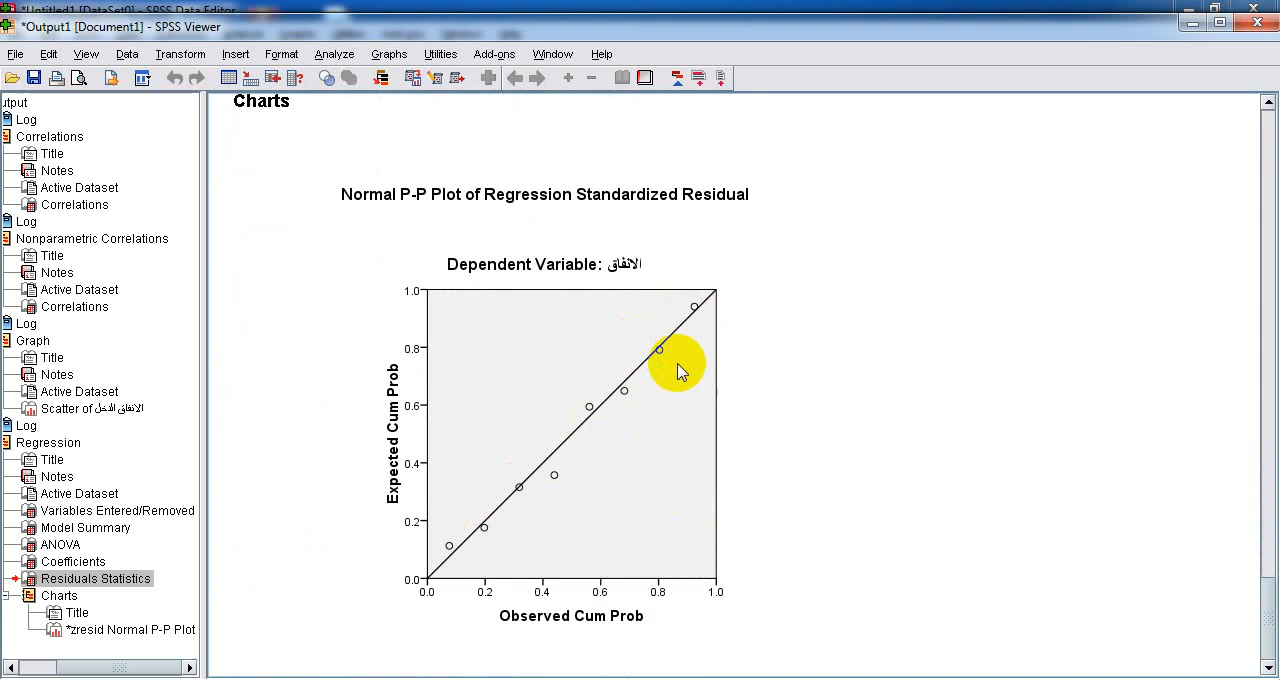 *Untitled1 [DataSet0] - SPSS Data Editor
*Output1 [Document1] - SPSS Viewer
File Edit View Data Transform Insert Format Analyze Graphs Utilities Add-ons Window Help
utput
Log
Correlations
Title
Notes
Active Dataset
Correlations
Log
Nonparametric Correlations
Title
Notes
Active Dataset
Correlations
Log
Graph
Title
Notes
Active Dataset
Scatter of الانفاق الدخل
Log
Regression
Title
Notes
Active Dataset
Variables Entered/Removed
Model Summary
ANOVA
Coefficients
Residuals Statistics
Charts
Title
*zresid Normal P-P Plot
Charts
Normal P-P Plot of Regression Standardized Residual
Dependent Variable: الانفاق
1.0
0.8
0.6
0.4
0.2
0.0
Expected Cum Prob
0.0 0.2 0.4 0.6 0.8 1.0
Observed Cum Prob